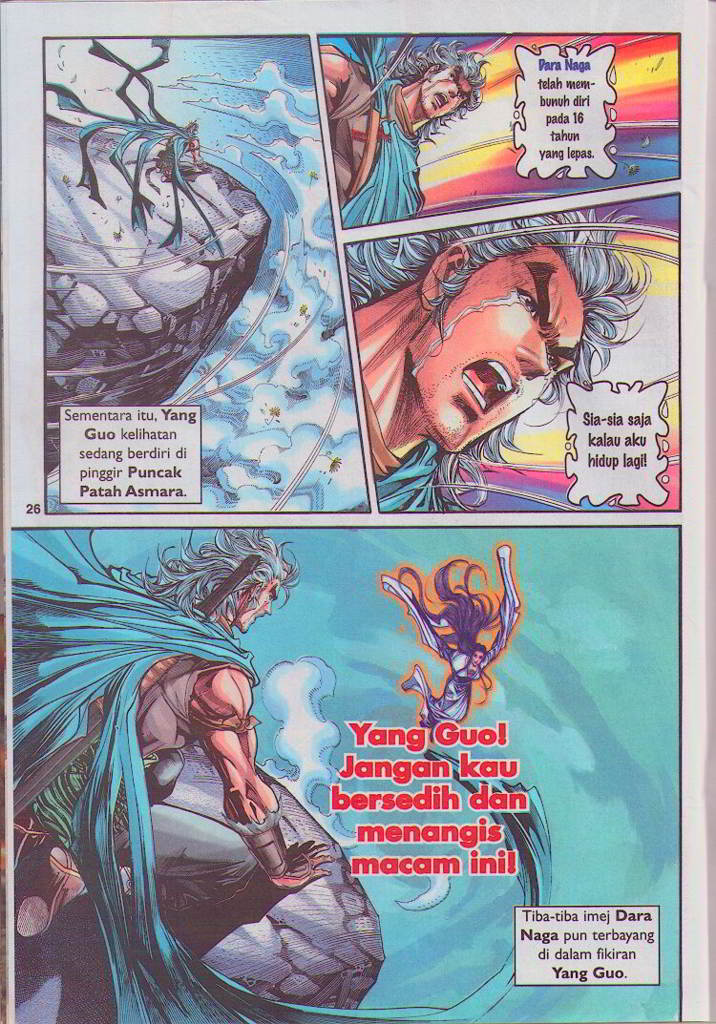 Sementara itu, Yang
Guo kelihatan
sedang berdiri di
pinggir Puncak
Patah Asmara.
Dara Naga
telah mem-
bunuh diri
pada 16
tahun
yang lepas.
Sia-sia saja
kalau aku
hidup lagi!
26
Yang Guo!
Jangan kau
bersedih dan
menangis
macam ini!
Tiba-tiba imej Dara
Naga pun terbayang
di dalam fikiran
Yang Guo.